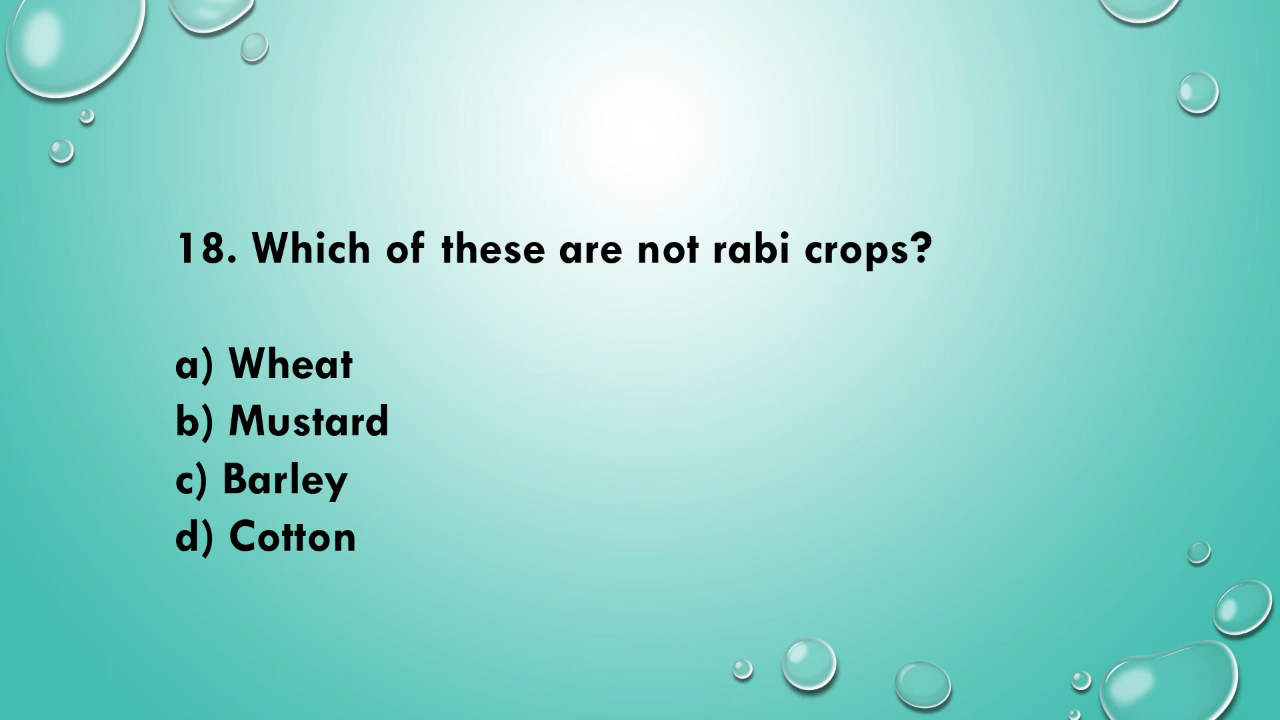 18. Which of these are not rabi crops?
a) Wheat
b) Mustard
c) Barley
d) Cotton